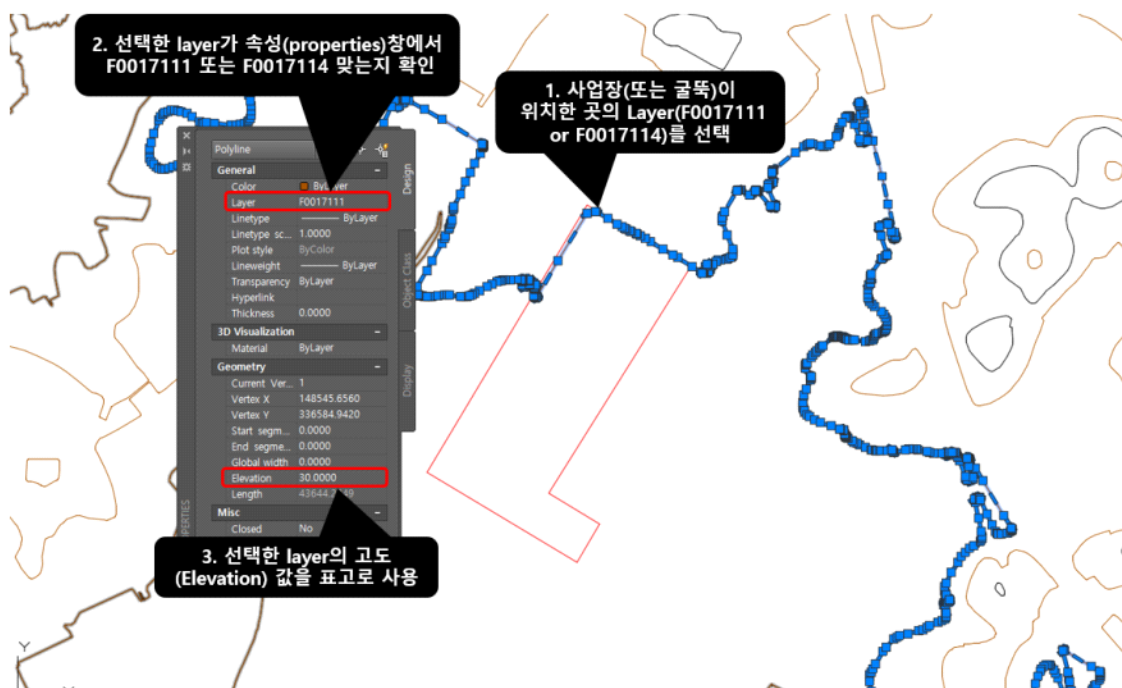 2. 선택한 layer가 속성(properties)창에서
F0017111 또는 F0017114 맞는지 확인
1. 사업장(또는 굴뚝)이
위치한 곳의 Layer(F0017111
or F0017114)를 선택
Polyline
General
Color ByLayer
Layer F0017111
Linetype ByLayer
Linetype sc... 1.0000
Plot style ByColor
Lineweight ByLayer
Transparency ByLayer
Hyperlink
Thickness 0.0000
3D Visualization
Material ByLayer
Geometry
Current Ver... 1
Vertex X 148545.6560
Vertex Y 336584.9420
Start segm... 0.0000
End segme... 0.0000
Global width 0.0000
Elevation 30.0000
Length
Misc
Closed No
Design
Object Class
Display
3. 선택한 layer의 고도
(Elevation) 값을 표고로 사용
Y